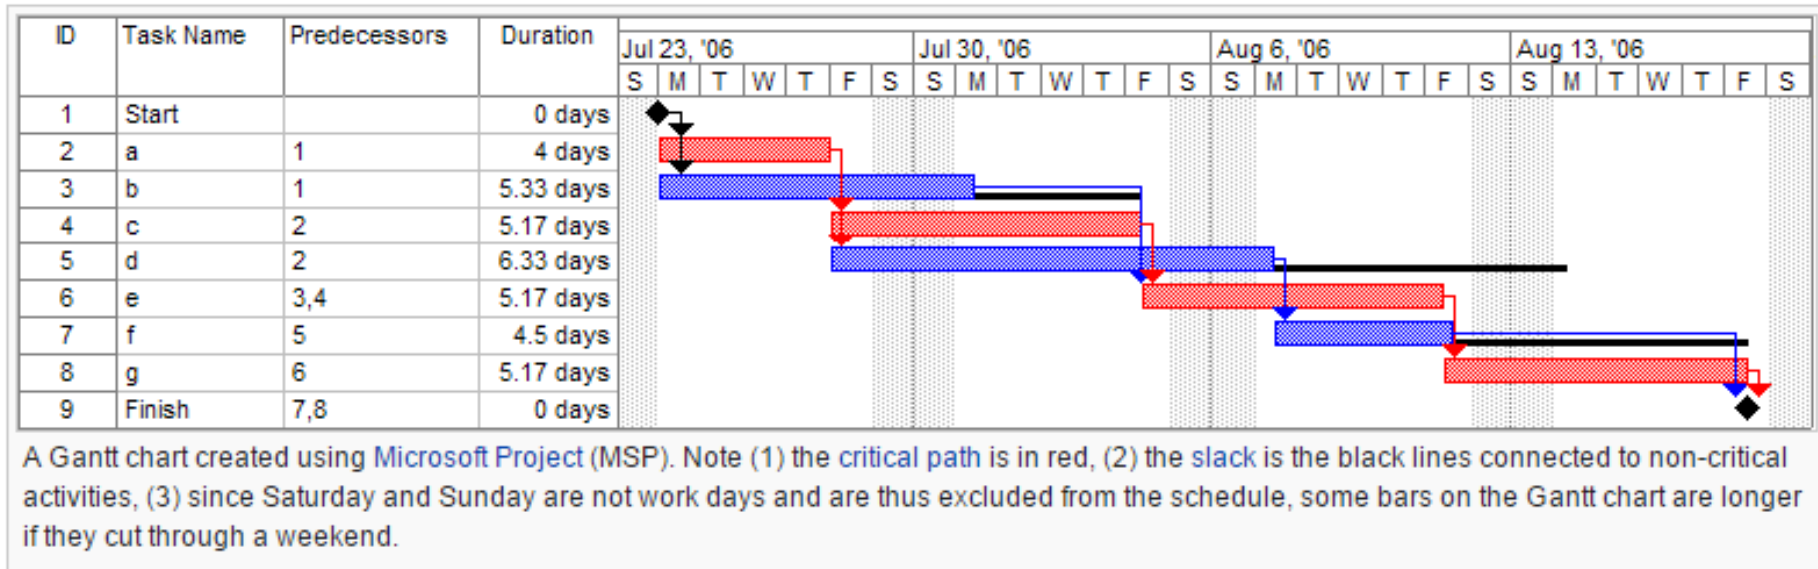 ID Task Name Predecessors Duration
Jul 23, '06 Jul 30, '06 Aug 6, '06 Aug 13, '06
S M T W T F S S M T W T F S S M T W T F S S M T W T F S
1 Start 0 days
2 a 1 4 days
3 b 1 5.33 days
4 c 2 5.17 days
5 d 2 6.33 days
6 e 3,4 5.17 days
7 f 5 4.5 days
8 g 6 5.17 days
9 Finish 7,8 0 days
A Gantt chart created using Microsoft Project (MSP). Note (1) the critical path is in red, (2) the slack is the black lines connected to non-critical
activities, (3) since Saturday and Sunday are not work days and are thus excluded from the schedule, some bars on the Gantt chart are longer
if they cut through a weekend.